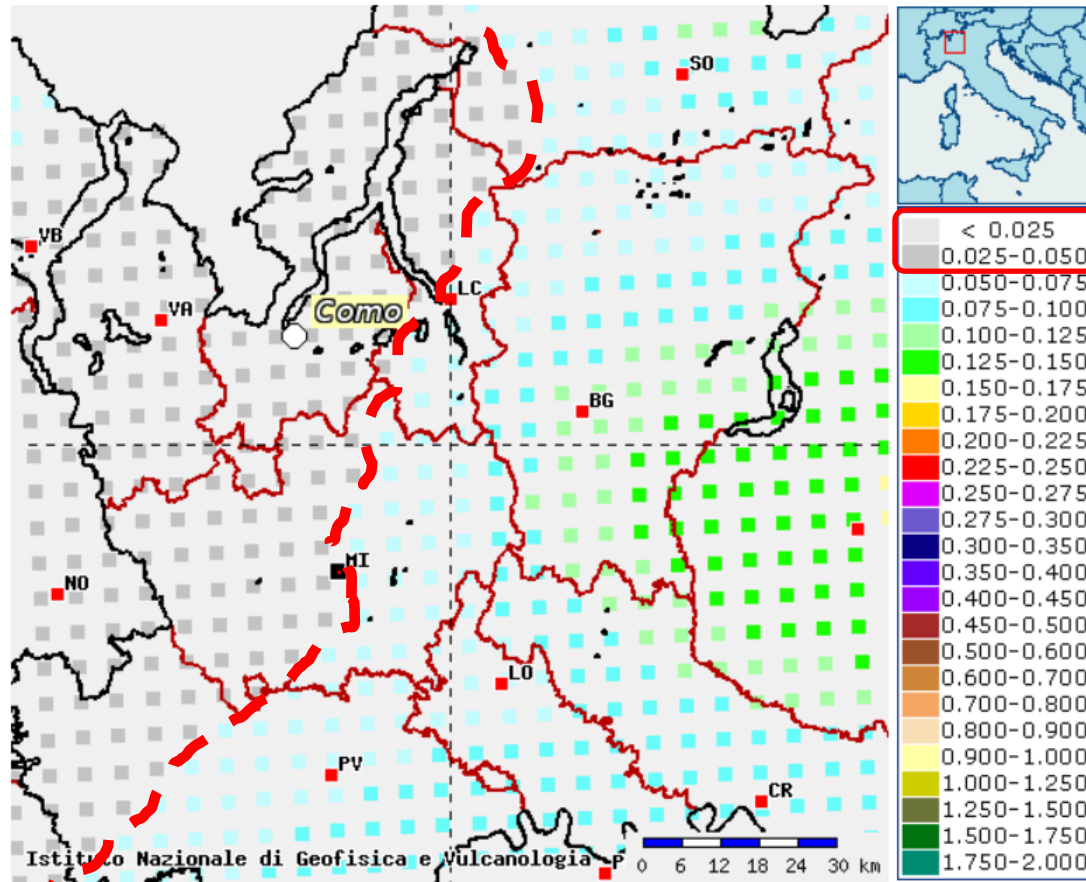 SO
VB
LC
Como
VA
BG
MI
NO
LO
PV
CR
Istituto Nazionale di Geofisica e Vulcanologia P
0 6 12 18 24 30 km
< 0.025
0.025-0.050
0.050-0.075
0.075-0.100
0.100-0.125
0.125-0.150
0.150-0.175
0.175-0.200
0.200-0.225
0.225-0.250
0.250-0.275
0.275-0.300
0.300-0.350
0.350-0.400
0.400-0.450
0.450-0.500
0.500-0.600
0.600-0.700
0.700-0.800
0.800-0.900
0.900-1.000
1.000-1.250
1.250-1.500
1.500-1.750
1.750-2.000